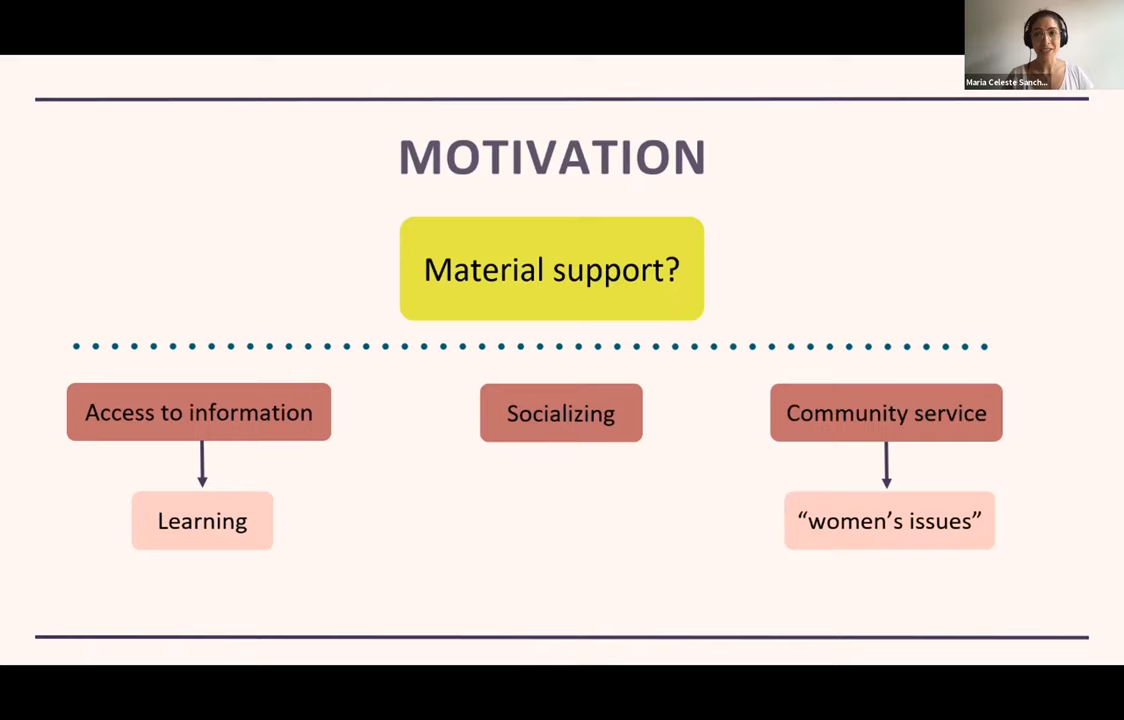 Maria Celeste Sanch...
MOTIVATION
Material support?
Access to information
Socializing
Community service
Learning
“women’s issues”